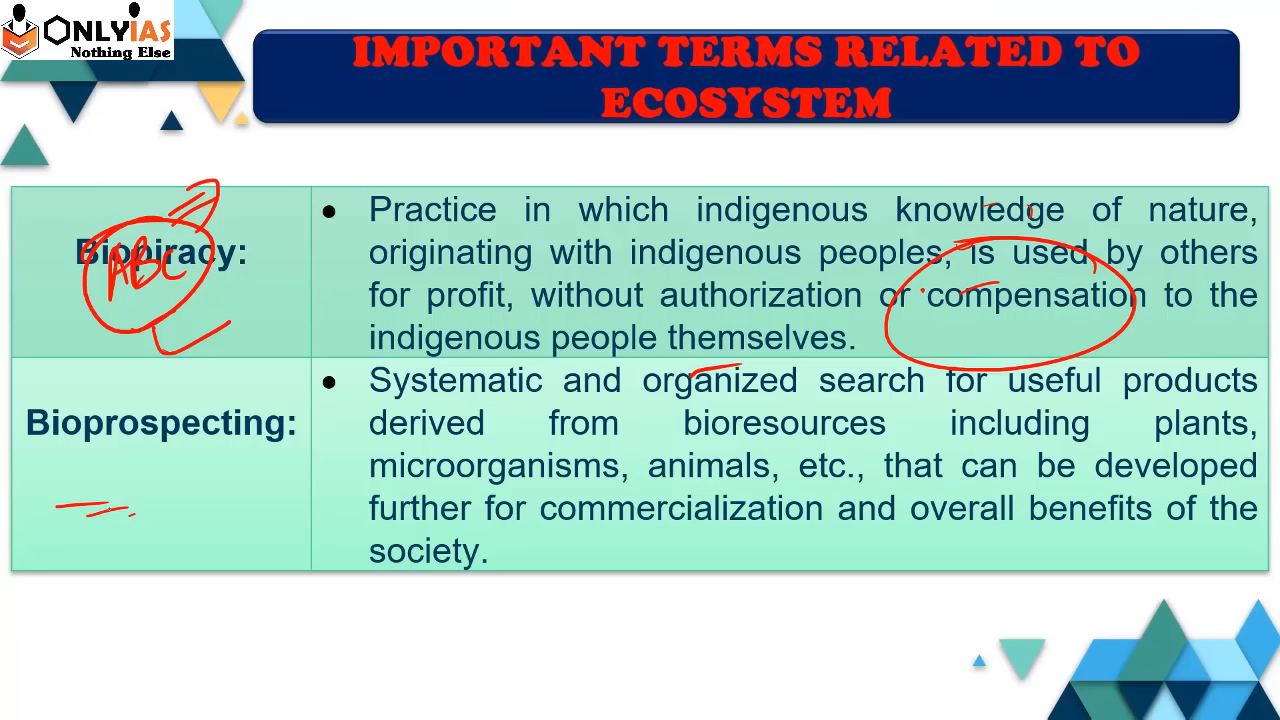 ONLYIAS
Nothing Else
IMPORTANT TERMS RELATED TO
ECOSYSTEM
Biopiracy:
ABC
Practice in which indigenous knowledge of nature,
originating with indigenous peoples, is used by others
for profit, without authorization or compensation to the
indigenous people themselves.
Bioprospecting:
Systematic and organized search for useful products
derived from bioresources including plants,
microorganisms, animals, etc., that can be developed
further for commercialization and overall benefits of the
society.